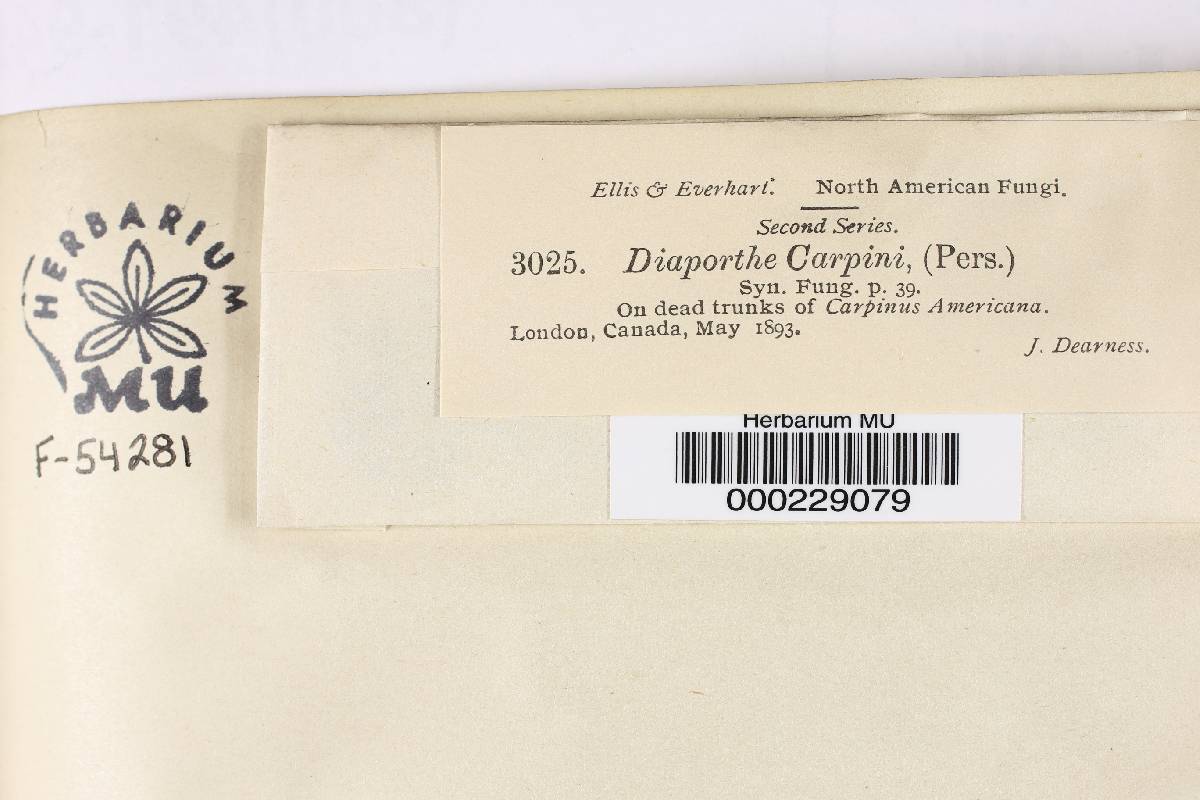 HERBARIUM
MU
F-54281
Ellis & Everhart. North American Fungi.
Second Series.
3025. Diaporthe Carpini, (Pers.)
Syn. Fung. p. 39.
On dead trunks of Carpinus Americana.
London, Canada, May 1893.
J. Dearness.
Herbarium MU
000229079